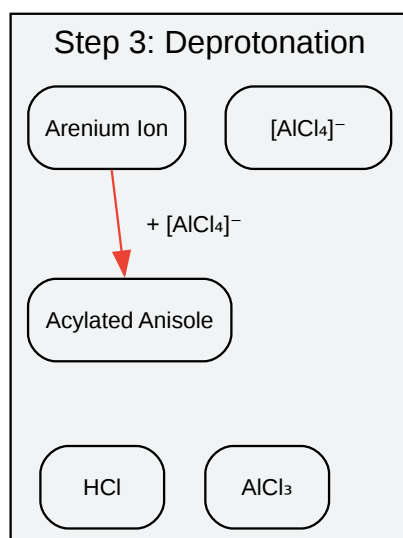 Step 3: Deprotonation
Arenium Ion
[AlCl₄]⁻
+ [AlCl₄]⁻
Acylated Anisole
HCl
AlCl₃